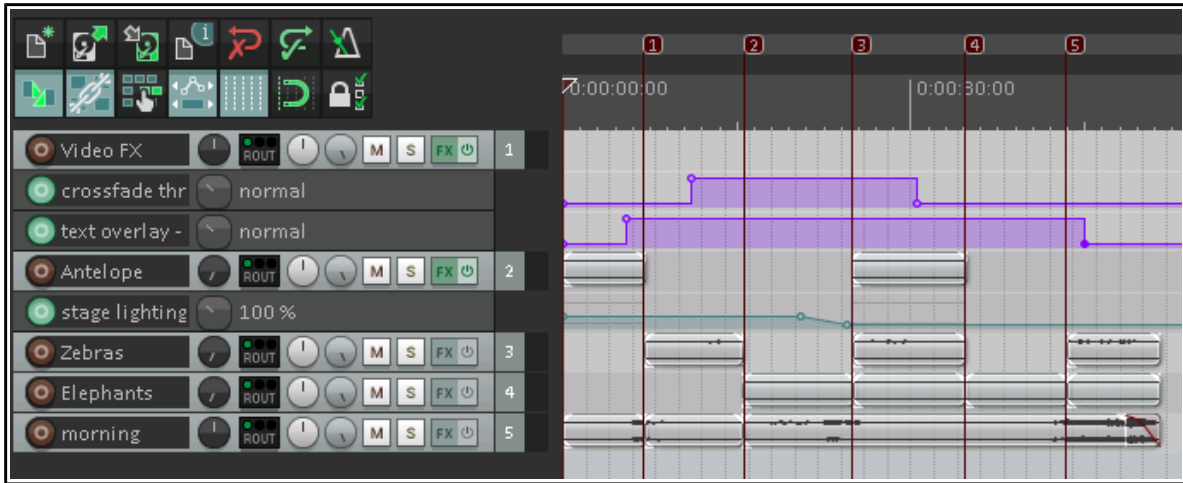 1 2 3 4 5
0:00:00:00 0:00:30:00
Video FX ROUT M S FX 1
crossfade thr normal
text overlay - normal
Antelope ROUT M S FX 2
stage lighting 100 %
Zebras ROUT M S FX 3
Elephants ROUT M S FX 4
morning ROUT M S FX 5